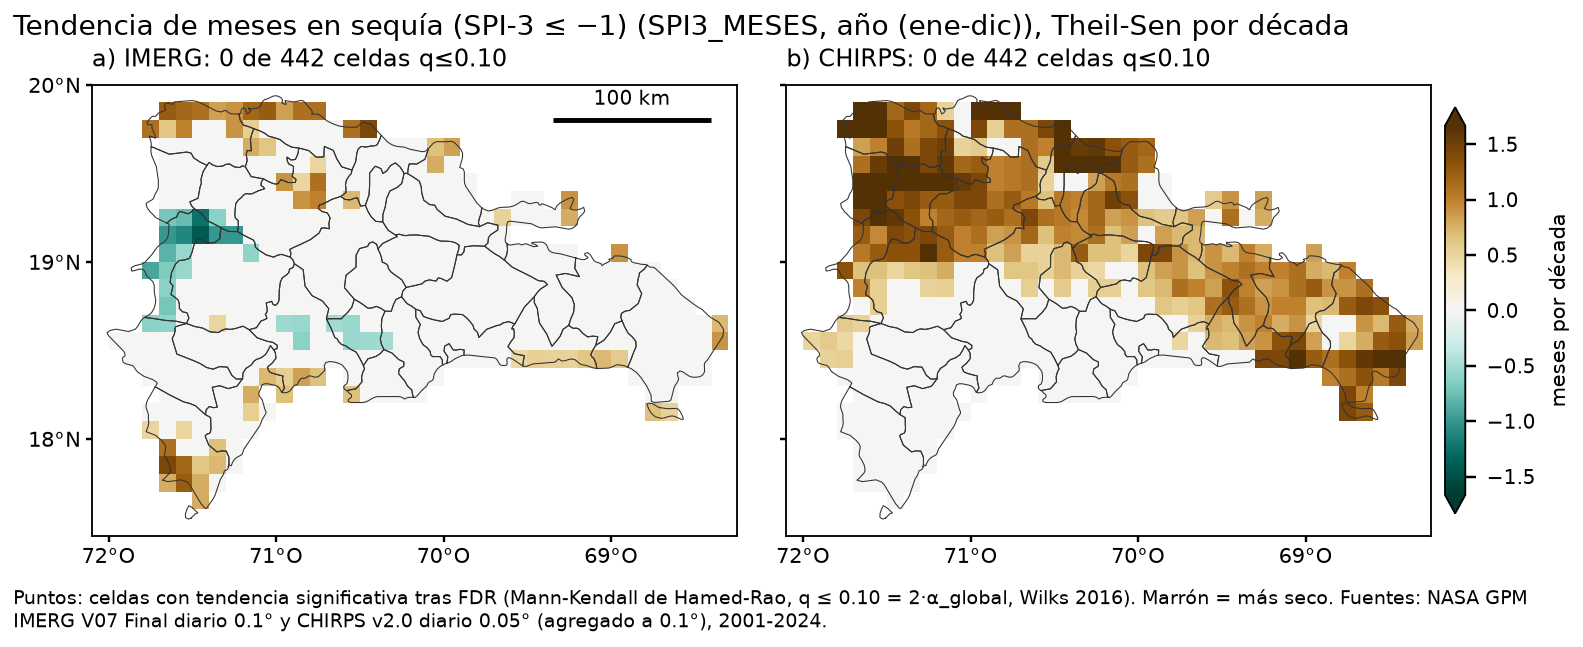 Tendencia de meses en sequía (SPI-3 ≤ −1) (SPI3_MESES, año (ene-dic)), Theil-Sen por década
a) IMERG: 0 de 442 celdas q≤0.10
b) CHIRPS: 0 de 442 celdas q≤0.10
100 km
20°N
19°N
18°N
72°O
71°O
70°O
69°O
72°O
71°O
70°O
69°O
1.5
1.0
0.5
0.0
−0.5
−1.0
−1.5
meses por década
Puntos: celdas con tendencia significativa tras FDR (Mann-Kendall de Hamed-Rao, q ≤ 0.10 = 2·α_global, Wilks 2016). Marrón = más seco. Fuentes: NASA GPM
IMERG V07 Final diario 0.1° y CHIRPS v2.0 diario 0.05° (agregado a 0.1°), 2001-2024.